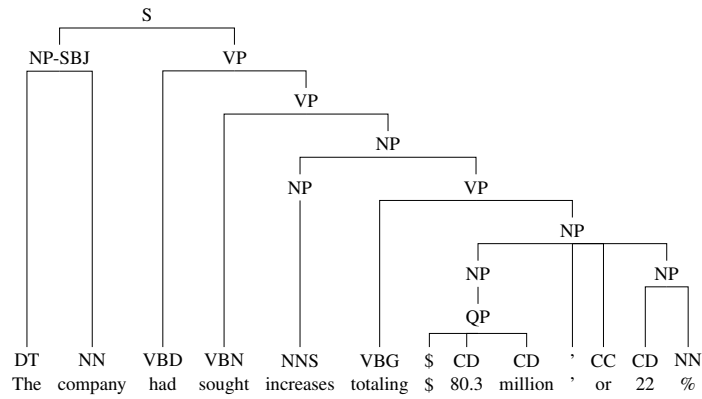 S
NP-SBJ VP
VP
NP
NP VP
NP
NP NP
QP
DT NN VBD VBN NNS VBG $ CD CD ’ CC CD NN
The company had sought increases totaling $ 80.3 million ’ or 22 %